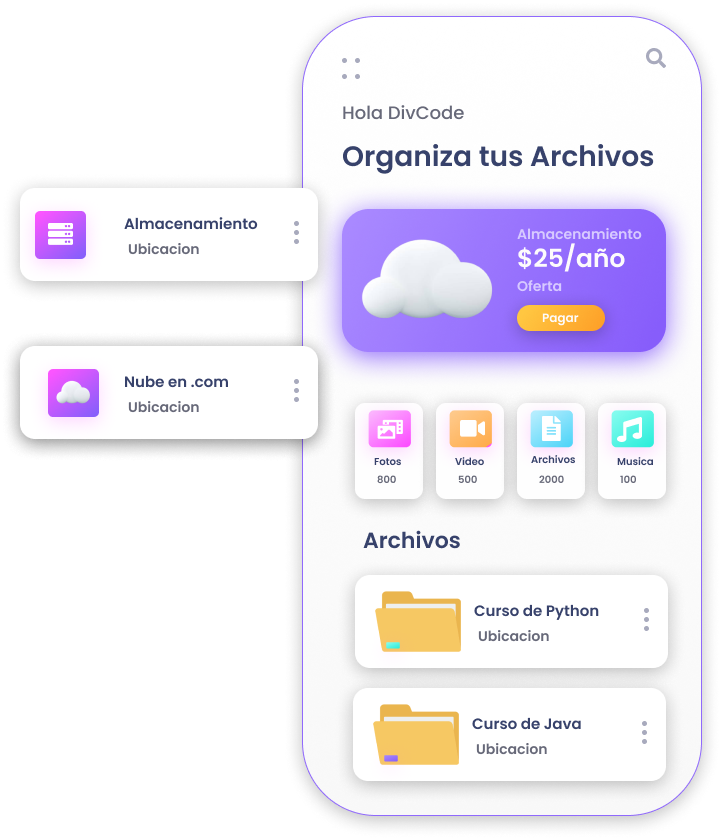 Hola DivCode
Organiza tus Archivos
Almacenamiento
Ubicacion
Nube en .com
Ubicacion
Almacenamiento
$25/año
Oferta
Pagar
Fotos
800
Video
500
Archivos
2000
Musica
100
Archivos
Curso de Python
Ubicacion
Curso de Java
Ubicacion